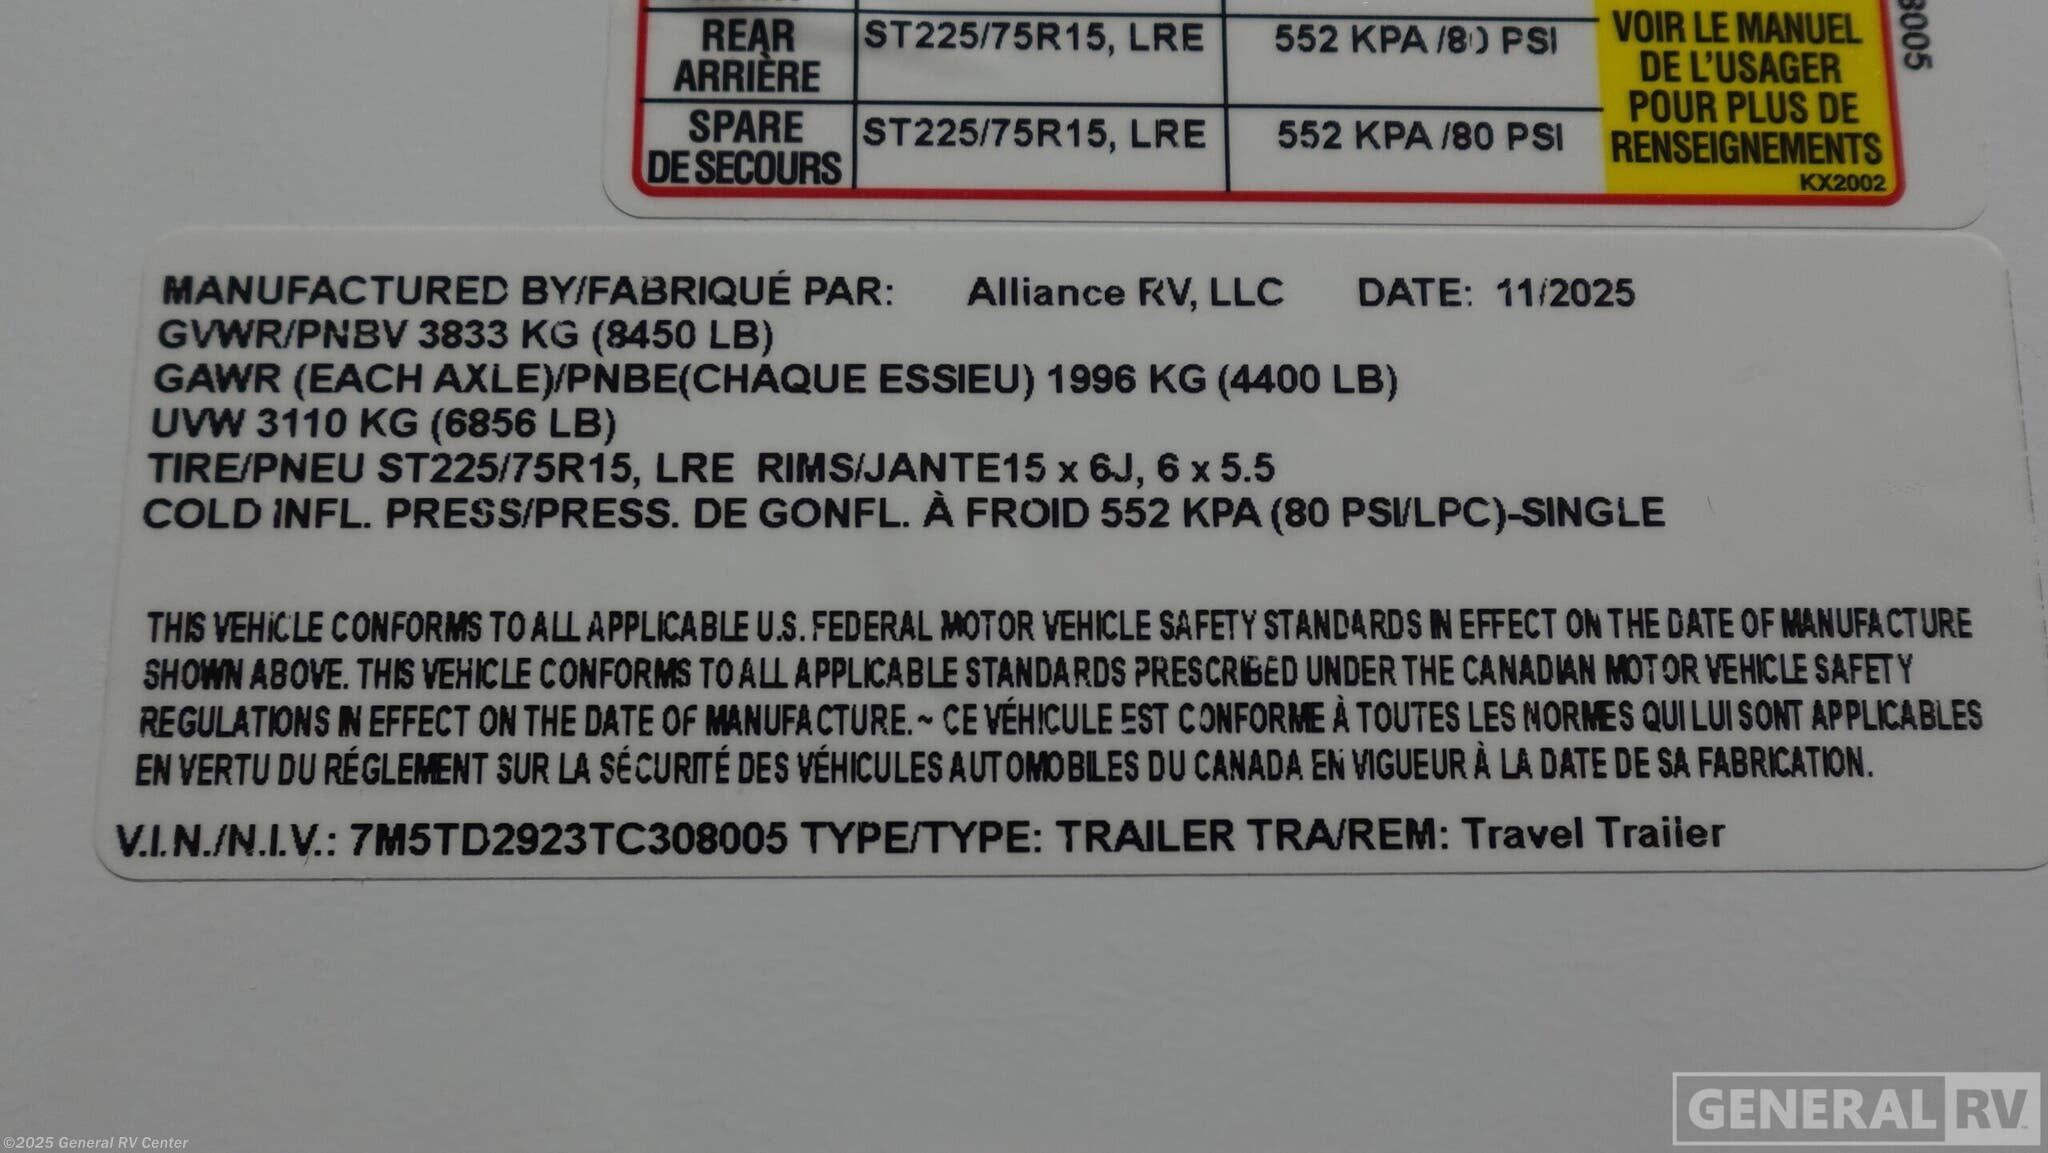 REAR ST225/75R15, LRE 552 KPA /80 PSI
ARRIÈRE
SPARE ST225/75R15, LRE 552 KPA /80 PSI
DE SECOURS
VOIR LE MANUEL
DE L'USAGER
POUR PLUS DE
RENSEIGNEMENTS
KX2002
8005
MANUFACTURED BY/FABRIQUÉ PAR: Alliance RV, LLC DATE: 11/2025
GVWR/PNBV 3833 KG (8450 LB)
GAWR (EACH AXLE)/PNBE(CHAQUE ESSIEU) 1996 KG (4400 LB)
UVW 3110 KG (6856 LB)
TIRE/PNEU ST225/75R15, LRE RIMS/JANTE15 x 6J, 6 x 5.5
COLD INFL. PRESS/PRESS. DE GONFL. À FROID 552 KPA (80 PSI/LPC)-SINGLE
THIS VEHICLE CONFORMS TO ALL APPLICABLE U.S. FEDERAL MOTOR VEHICLE SAFETY STANDARDS IN EFFECT ON THE DATE OF MANUFACTURE
SHOWN ABOVE. THIS VEHICLE CONFORMS TO ALL APPLICABLE STANDARDS PRESCRIBED UNDER THE CANADIAN MOTOR VEHICLE SAFETY
REGULATIONS IN EFFECT ON THE DATE OF MANUFACTURE. ~ CE VÉHICULE EST CONFORME À TOUTES LES NORMES QUI LUI SONT APPLICABLES
EN VERTU DU RÉGLEMENT SUR LA SÉCURITÉ DES VÉHICULES AUTOMOBILES DU CANADA EN VIGUEUR À LA DATE DE SA FABRICATION.
V.I.N./N.I.V.: 7M5TD2923TC308005 TYPE/TYPE: TRAILER TRA/REM: Travel Trailer
GENERAL RV
©2025 General RV Center